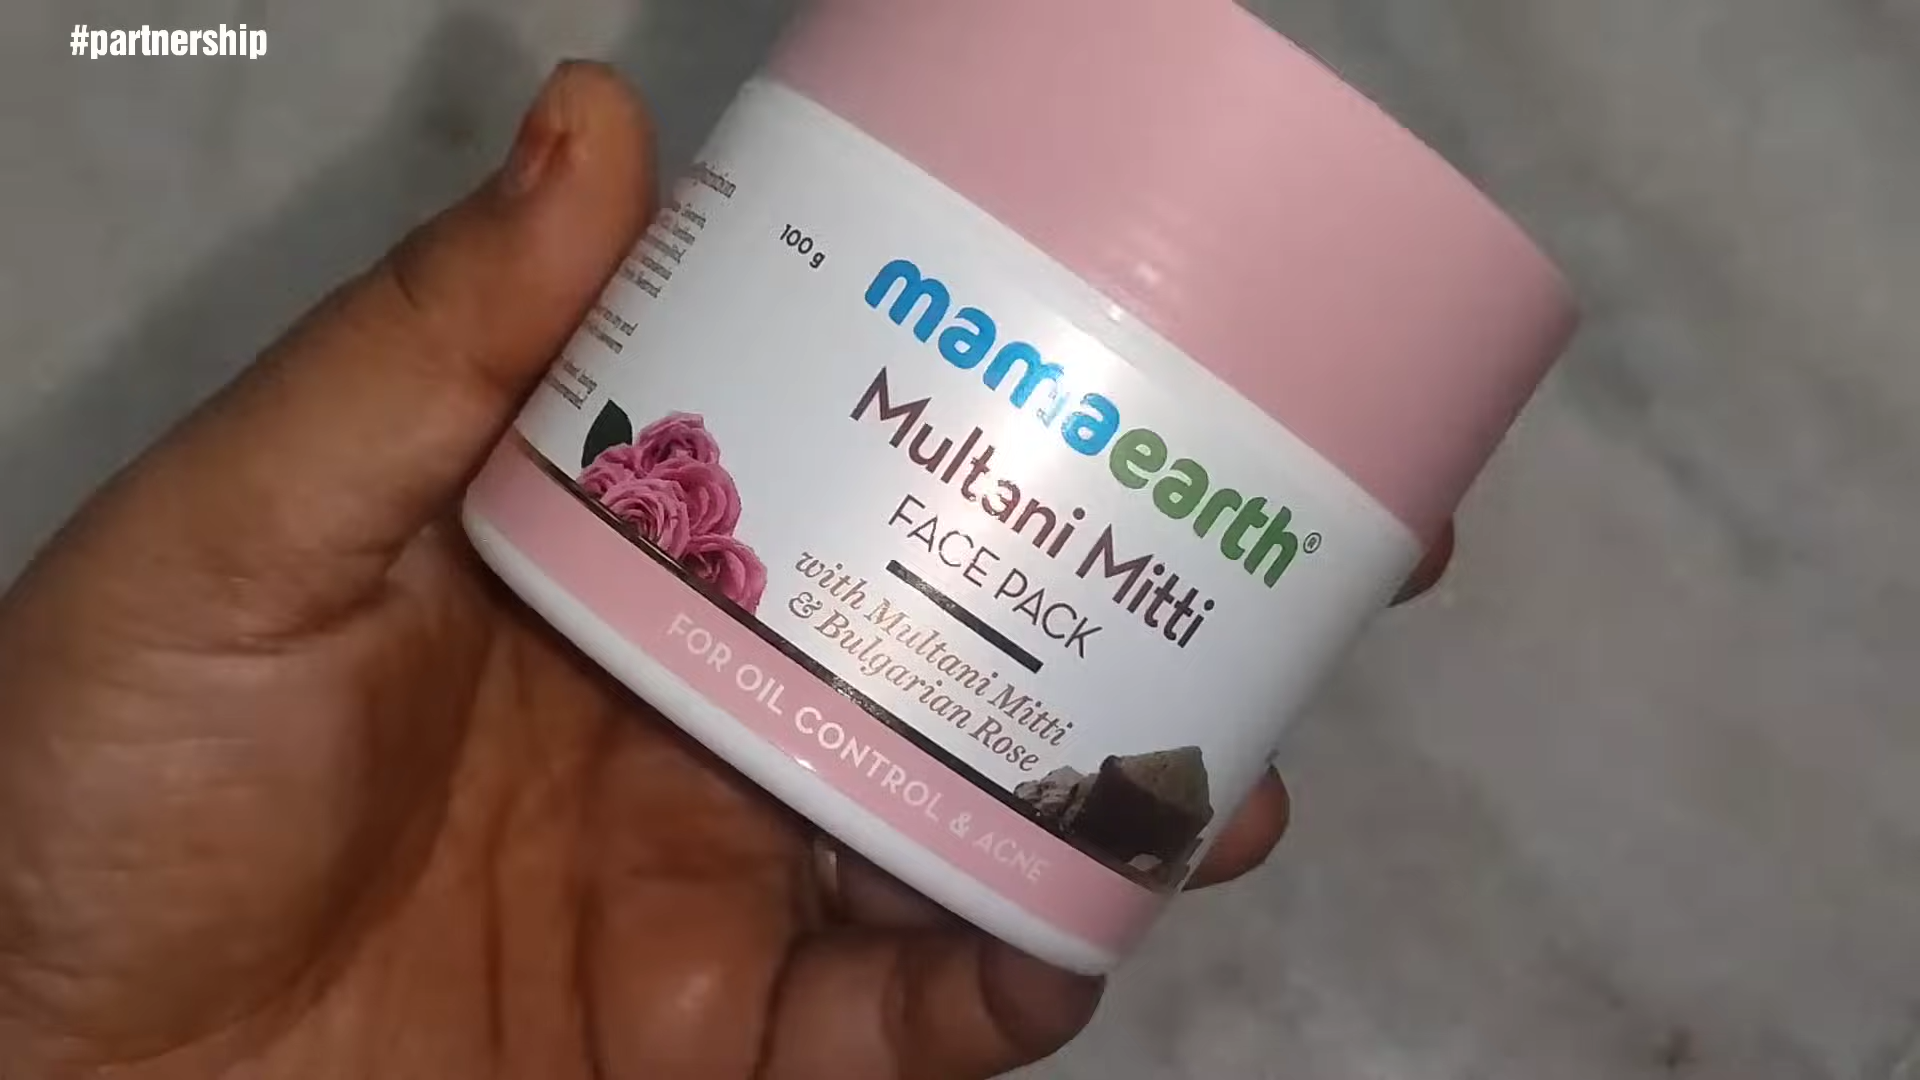 #partnership
100 g
mamaearth®
Multani Mitti
FACE PACK
with Multani Mitti
& Bulgarian Rose
FOR OIL CONTROL & ACNE